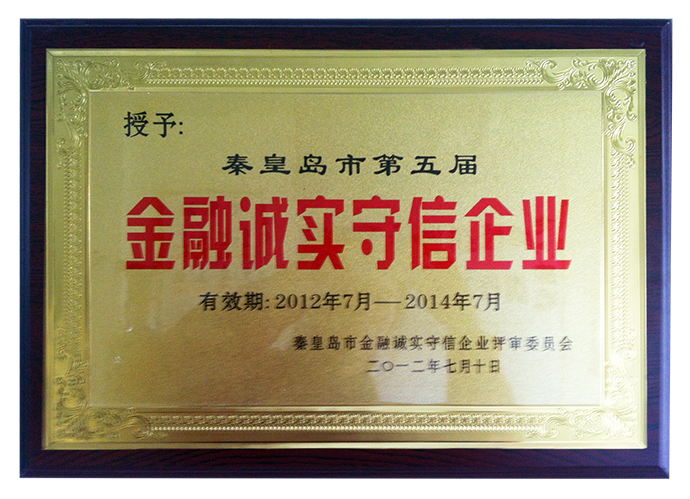 授予:
秦皇岛市第五届
金融诚实守信企业
有效期:2012年7月—2014年7月
秦皇岛市金融诚实守信企业评审委员会
二〇一二年七月十日